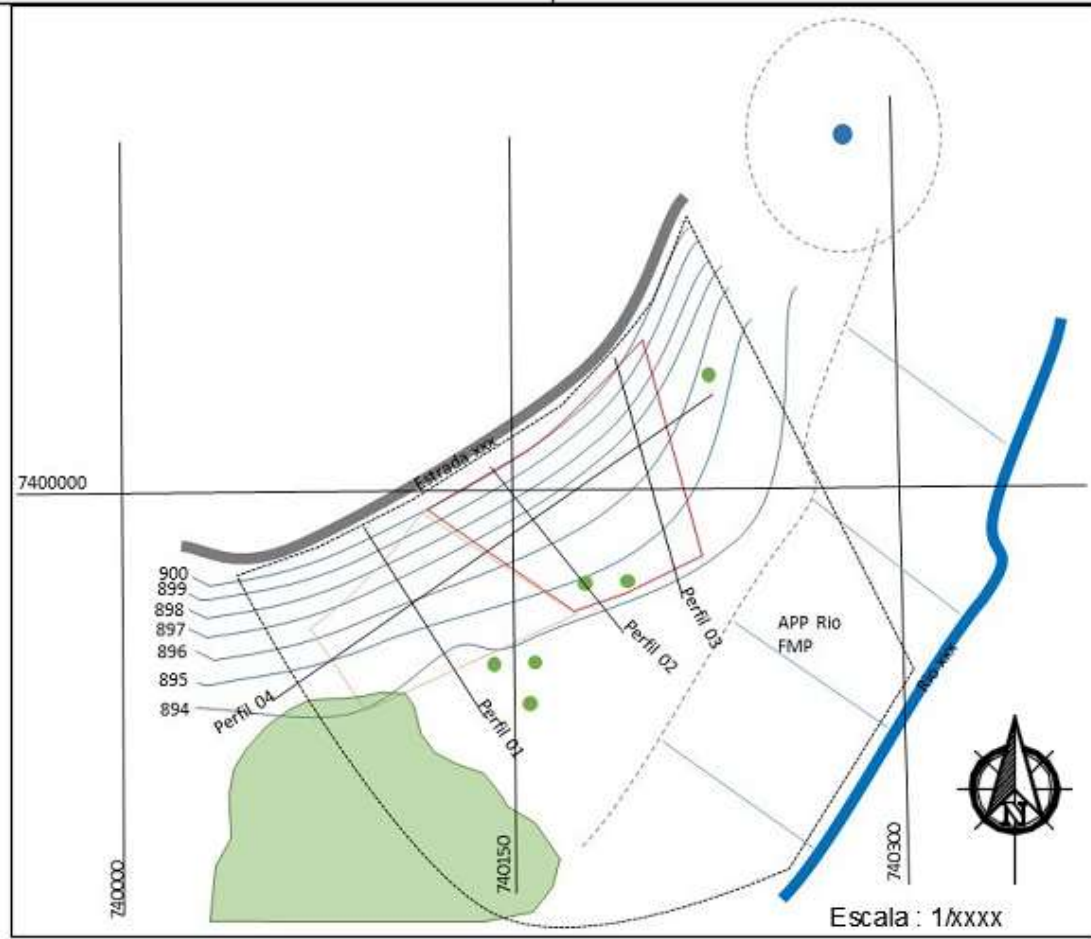 7400000
Estrada xxx
900
899
898
897
896
895
894
Perfil 04
Perfil 01
Perfil 02
Perfil 03
APP Rio
FMP
Rio xxx
740000
740150
740300
N
Escala : 1/xxxx